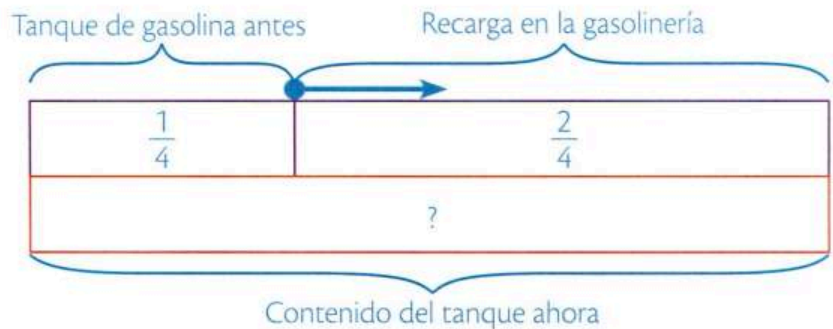 Tanque de gasolina antes Recarga en la gasolinería
1/4 2/4
?
Contenido del tanque ahora